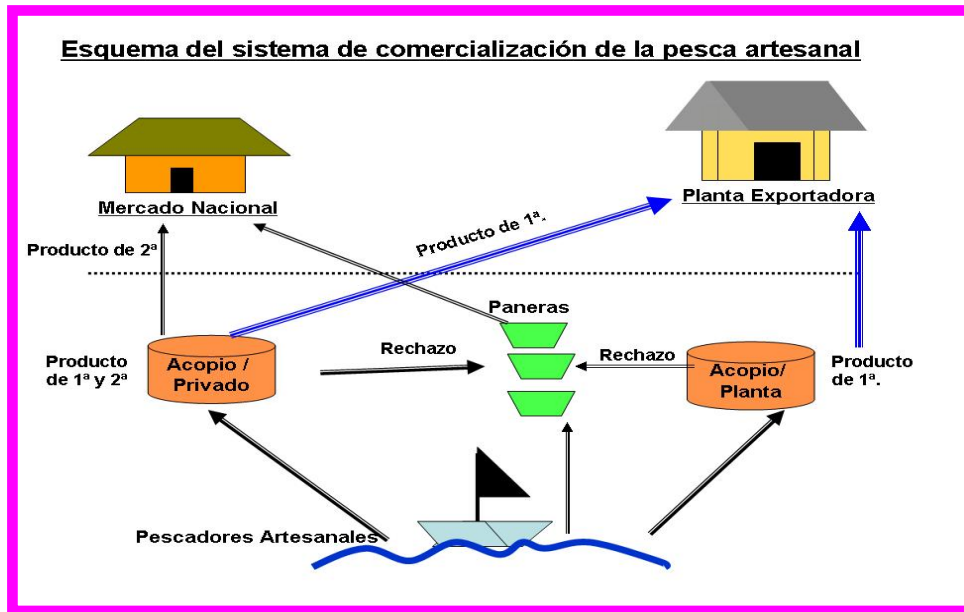 Esquema del sistema de comercialización de la pesca artesanal
Mercado Nacional
Planta Exportadora
Producto de 2ª
Producto de 1ª.
Paneras
Producto
de 1ª y 2ª
Acopio /
Privado
Rechazo
Rechazo
Acopio/
Planta
Producto
de 1ª.
Pescadores Artesanales